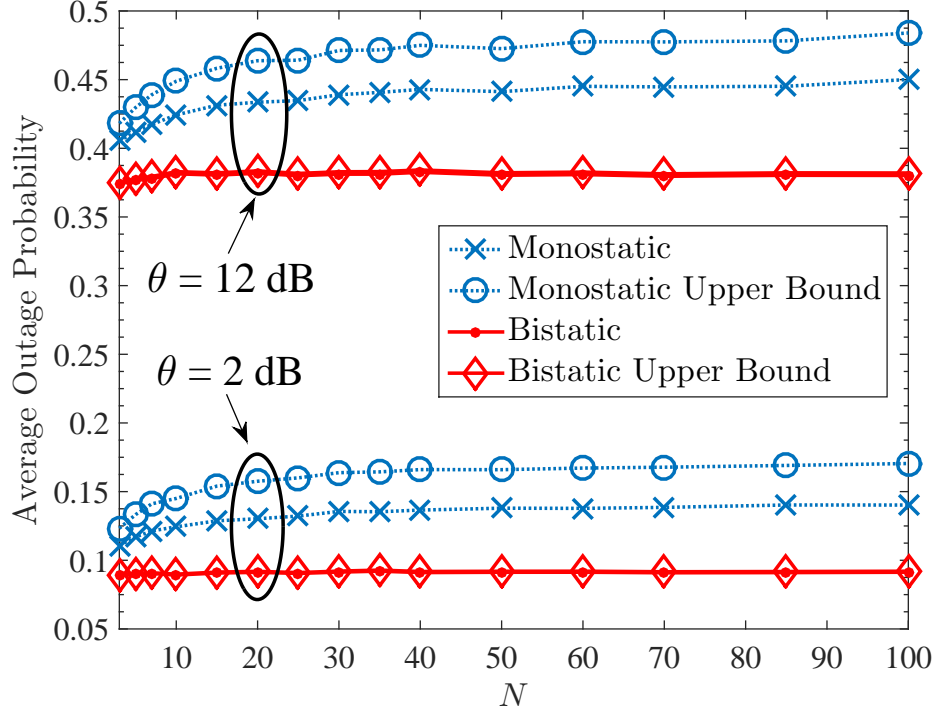 0.5
0.45
0.4
0.35
0.3
0.25
0.2
0.15
0.1
0.05
Average Outage Probability
θ = 12 dB
θ = 2 dB
Monostatic
Monostatic Upper Bound
Bistatic
Bistatic Upper Bound
10 20 30 40 50 60 70 80 90 100
N